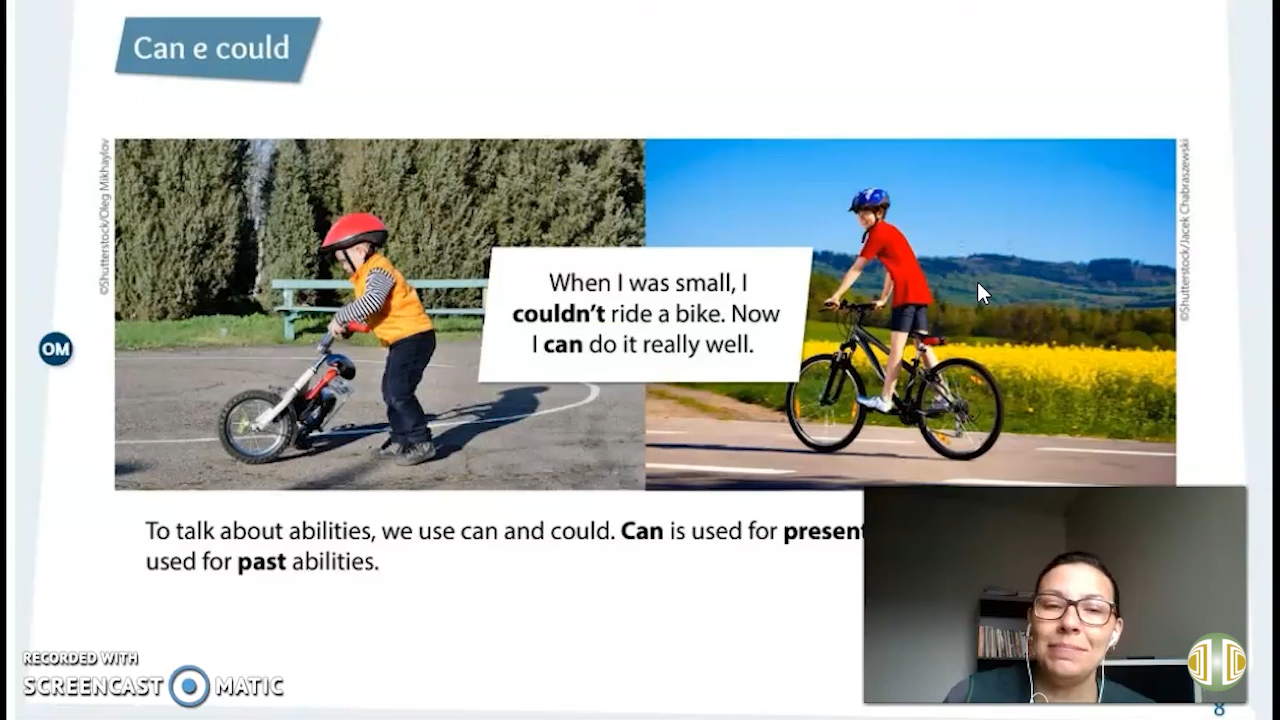 Can e could
©Shutterstock/Oleg Mikhaylov
©Shutterstock/Jacek Chabraszewski
When I was small, I
couldn't ride a bike. Now
I can do it really well.
OM
To talk about abilities, we use can and could. Can is used for present
used for past abilities.
RECORDED WITH
SCREENCAST MATIC
8